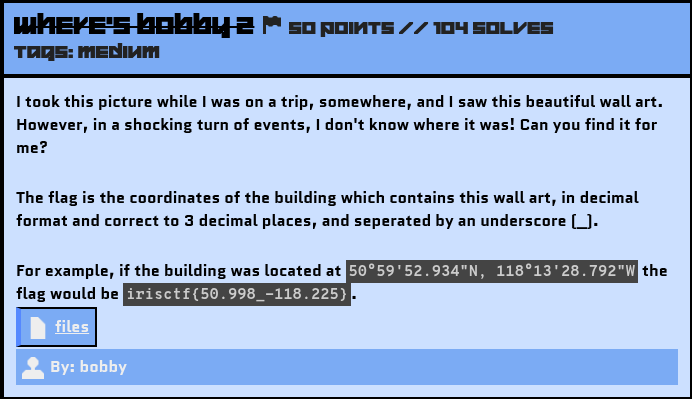 where's bobby 2 50 points // 104 solves
tags: medium
I took this picture while I was on a trip, somewhere, and I saw this beautiful wall art.
However, in a shocking turn of events, I don't know where it was! Can you find it for
me?
The flag is the coordinates of the building which contains this wall art, in decimal
format and correct to 3 decimal places, and seperated by an underscore (_).
For example, if the building was located at 50°59'52.934"N, 118°13'28.792"W the
flag would be irisctf{50.998_-118.225}.
files
By: bobby